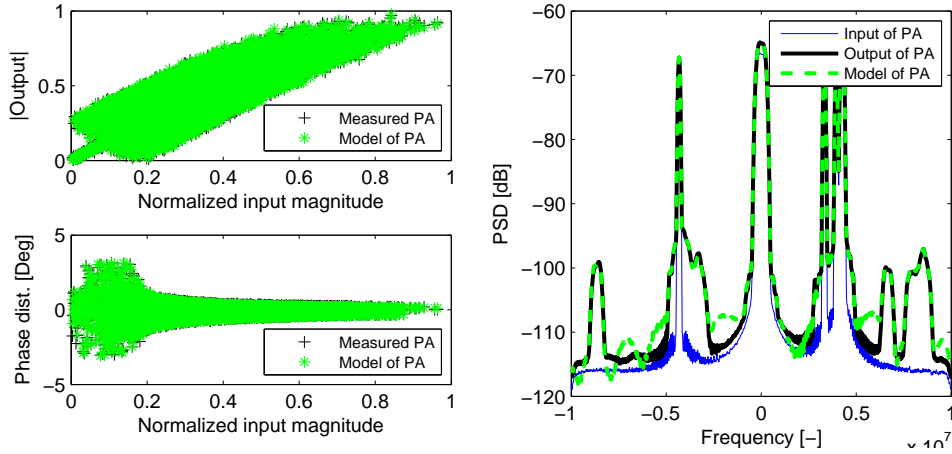 1
0.5
0
|Output|
0 0.2 0.4 0.6 0.8 1
Normalized input magnitude
Measured PA
Model of PA
5
0
−5
Phase dist. [Deg]
0 0.2 0.4 0.6 0.8 1
Normalized input magnitude
Measured PA
Model of PA
−60
−70
−80
−90
−100
−110
−120
PSD [dB]
−1 −0.5 0 0.5 1
Frequency [−]
x 10^7
Input of PA
Output of PA
Model of PA